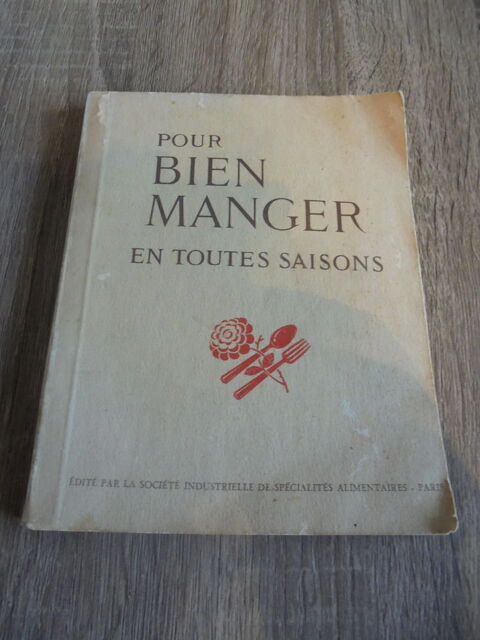 POUR
BIEN
MANGER
EN TOUTES SAISONS
ÉDITÉ PAR LA SOCIÉTÉ INDUSTRIELLE DE SPÉCIALITÉS ALIMENTAIRES - PARIS